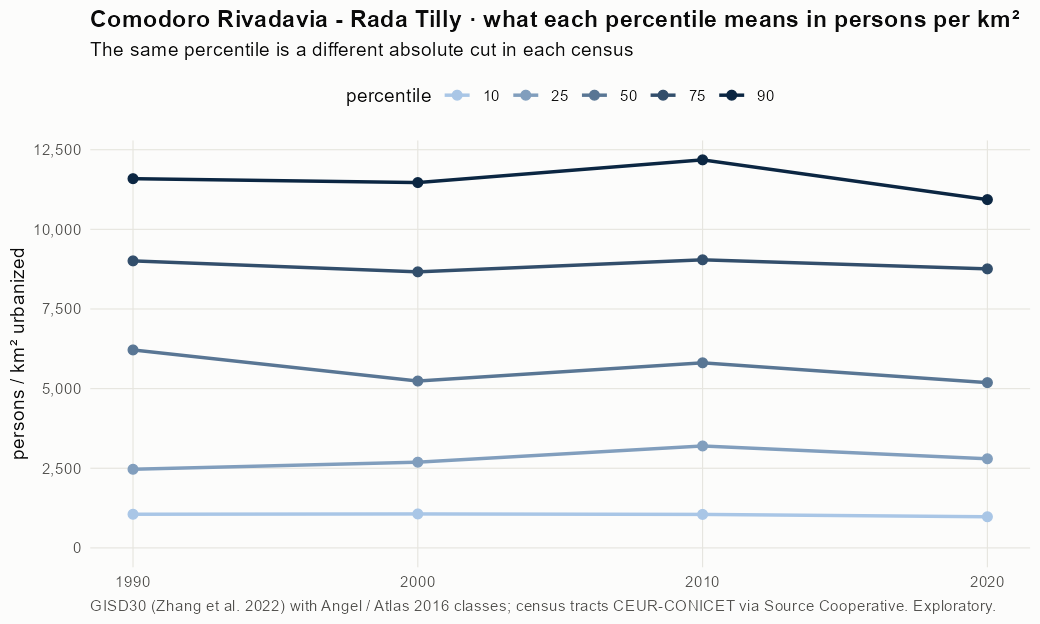 Comodoro Rivadavia - Rada Tilly · what each percentile means in persons per km²
The same percentile is a different absolute cut in each census
percentile 10 25 50 75 90
persons / km² urbanized
12,500
10,000
7,500
5,000
2,500
0
1990 2000 2010 2020
GISD30 (Zhang et al. 2022) with Angel / Atlas 2016 classes; census tracts CEUR-CONICET via Source Cooperative. Exploratory.